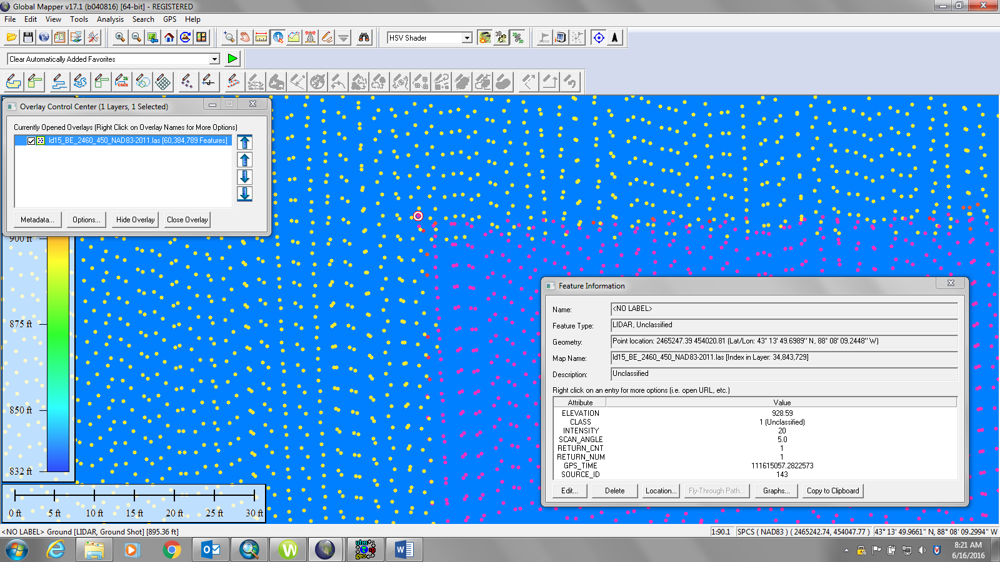 Global Mapper v17.1 (b040816) [64-bit] - REGISTERED
File Edit View Tools Analysis Search GPS Help
HSV Shader
Clear Automatically Added Favorites
Overlay Control Center (1 Layers, 1 Selected)
Currently Opened Overlays (Right Click on Overlay Names for More Options)
ld15_BE_2460_450_NAD83-2011.las [60,384,789 Features]
Metadata... Options... Hide Overlay Close Overlay
900 ft
875 ft
850 ft
832 ft
0 ft 5 ft 10 ft 15 ft 20 ft 25 ft 30 ft
Feature Information
Name: <NO LABEL>
Feature Type: LIDAR, Unclassified
Geometry: Point location: 2465247.39 454020.81 (Lat/Lon: 43° 13' 49.6989" N, 88° 08' 09.2448" W)
Map Name: ld15_BE_2460_450_NAD83-2011.las [Index in Layer: 34,843,729]
Description: Unclassified
Right click on an entry for more options (i.e. open URL, etc.)
Attribute Value
ELEVATION 928.59
CLASS 1 (Unclassified)
INTENSITY 20
SCAN_ANGLE 5.0
RETURN_CNT 1
RETURN_NUM 1
GPS_TIME 111615057.2822573
SOURCE_ID 143
Edit... Delete Location... Fly-Through Path... Graphs... Copy to Clipboard
<NO LABEL> Ground [LIDAR, Ground Shot] [895.36 ft]
1:90.1 SPCS ( NAD83 ) ( 2465242.74, 454047.77 ) 43° 13' 49.9661" N, 88° 08' 09.2994" W
8:21 AM
6/16/2016